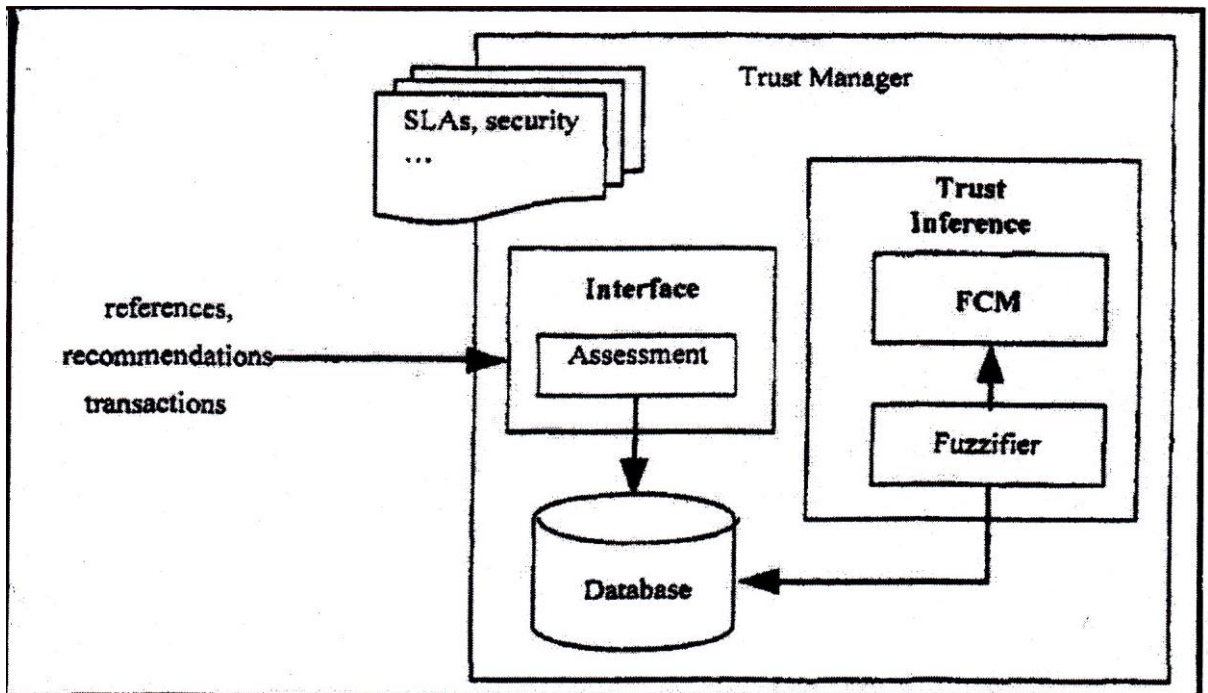 Trust Manager
SLAs, security
...
Trust
Inference
FCM
Fuzzifier
Interface
Assessment
references,
recommendations
transactions
Database